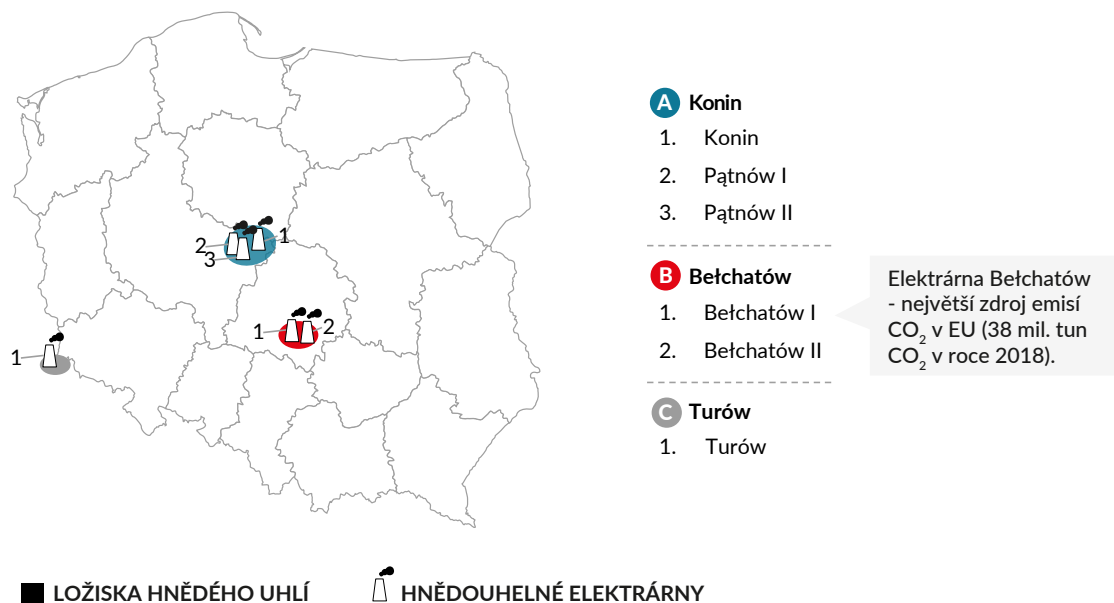 2
1
3
1
2
1
A Konin
1. Konin
2. Pątnów I
3. Pątnów II
B Bełchatów
1. Bełchatów I
2. Bełchatów II
C Turów
1. Turów
Elektrárna Bełchatów
- největší zdroj emisí
CO₂ v EU (38 mil. tun
CO₂ v roce 2018).
LOŽISKA HNĚDÉHO UHLÍ
HNĚDOUHELNÉ ELEKTRÁRNY